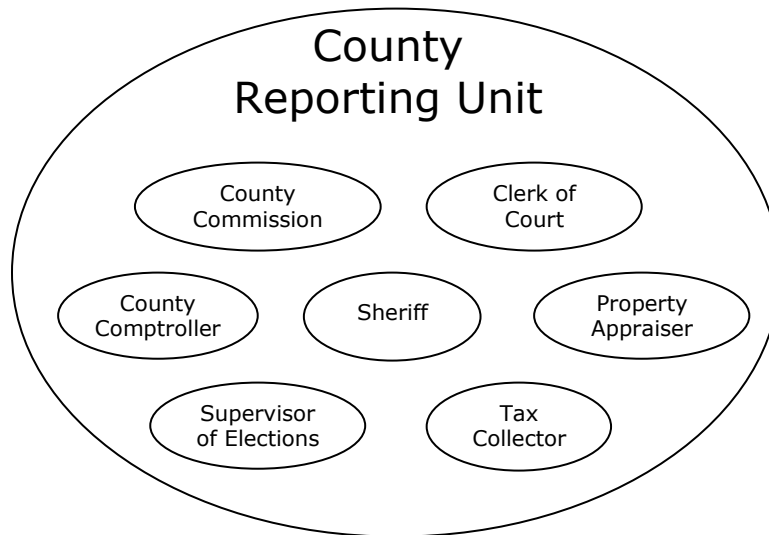 County
Reporting Unit
County
Commission
Clerk of
Court
County
Comptroller
Sheriff
Property
Appraiser
Supervisor
of Elections
Tax
Collector